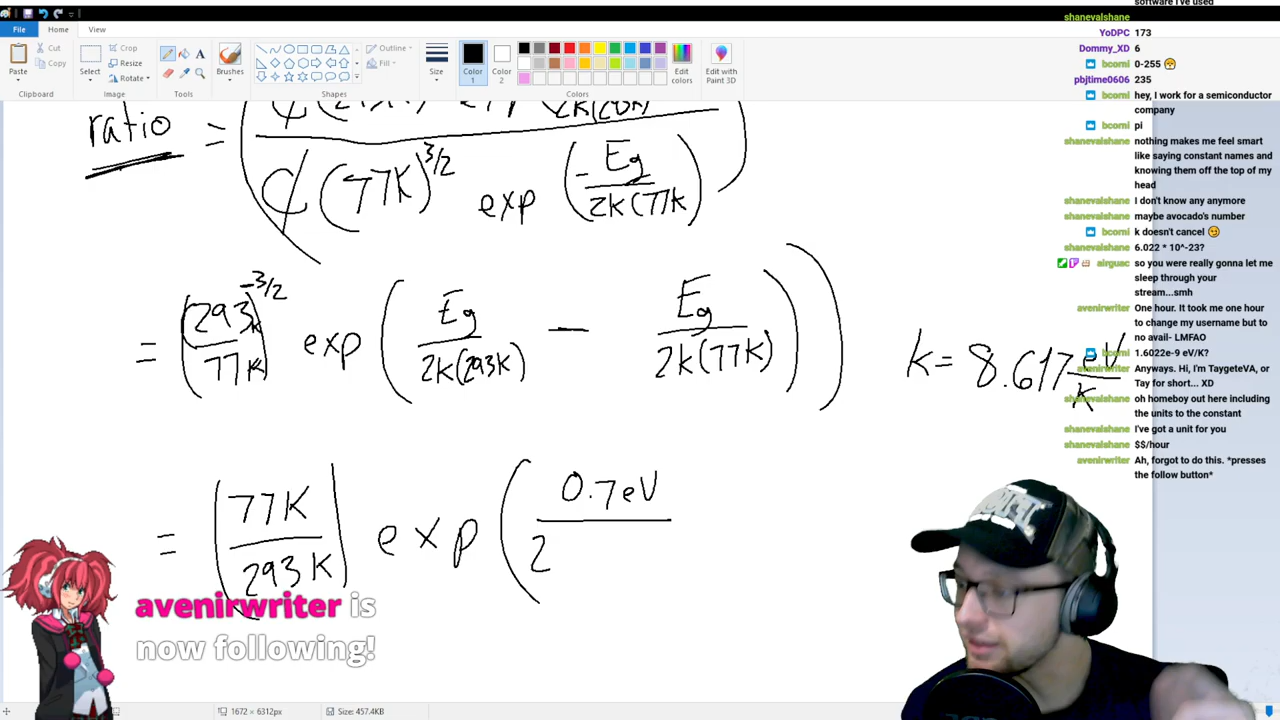 File Home View
Paste
Cut
Copy
Clipboard
Select
Crop
Resize
Rotate
Image
Tools
Brushes
Shapes
Outline
Fill
Size
Color 1
Color 2
Edit colors
Edit with Paint 3D
Colors
software I've used
shanevalshane
YoDPC 173
Dommy_XD 6
bcorni 0-255
pbjtime0606 235
bcorni hey, I work for a semiconductor
company
bcorni pi
shanevalshane nothing makes me feel smart
like saying constant names and
knowing them off the top of my
head
shanevalshane I don't know any anymore
shanevalshane maybe avocado's number
bcorni k doesn't cancel 😉
shanevalshane 6.022 * 10^-23?
airguac so you were really gonna let me
sleep through your
stream...smh
avenirwriter One hour. It took me one hour
to change my username but to
no avail- LMFAO
bcorni 1.6022e-9 eV/K?
avenirwriter Anyways. Hi, I'm TaygeteVA, or
Tay for short... XD
shanevalshane oh homeboy out here including
the units to the constant
shanevalshane I've got a unit for you
shanevalshane $$/hour
avenirwriter Ah, forgot to do this. *presses
the follow button*
ratio =
₵ (77K)^3/2 exp (-Eg / 2k(77K))
= (293K / 77K)^-3/2 exp (Eg / 2k(293K) — Eg / 2k(77K)))
k = 8.617 eV / K
= (77K / 293K) exp (0.7eV / 2
avenirwriter is
now following!
1672 × 6312px
Size: 457.4KB